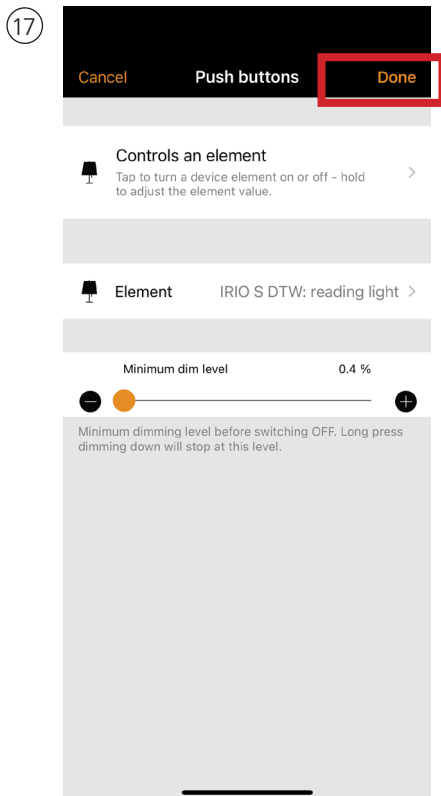 17
Cancel Push buttons Done
Controls an element
Tap to turn a device element on or off - hold
to adjust the element value.
Element IRIO S DTW: reading light
Minimum dim level 0.4 %
Minimum dimming level before switching OFF. Long press
dimming down will stop at this level.